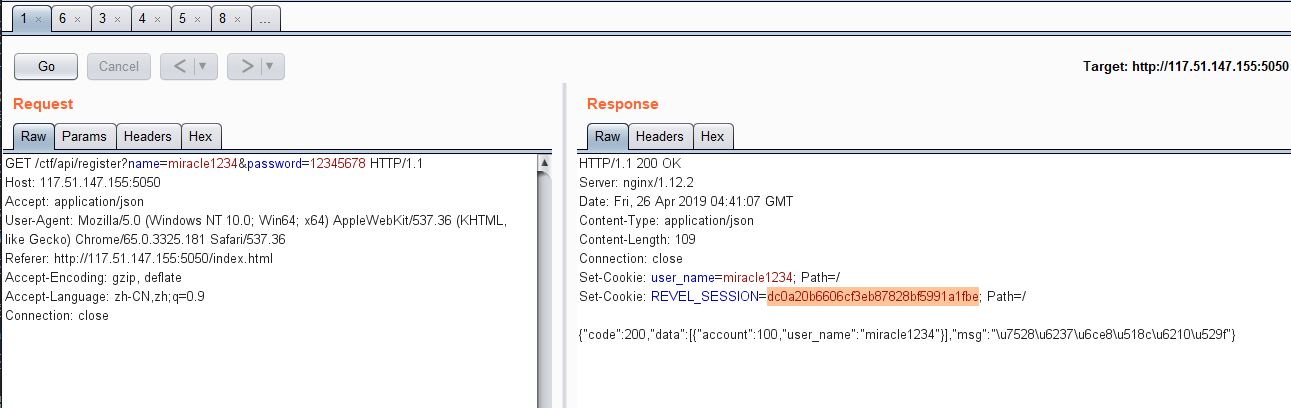 1 × 6 × 3 × 4 × 5 × 8 × ...
Go Cancel < ▼ > ▼ Target: http://117.51.147.155:5050
Request
Raw Params Headers Hex
GET /ctf/api/register?name=miracle1234&password=12345678 HTTP/1.1
Host: 117.51.147.155:5050
Accept: application/json
User-Agent: Mozilla/5.0 (Windows NT 10.0; Win64; x64) AppleWebKit/537.36 (KHTML,
like Gecko) Chrome/65.0.3325.181 Safari/537.36
Referer: http://117.51.147.155:5050/index.html
Accept-Encoding: gzip, deflate
Accept-Language: zh-CN,zh;q=0.9
Connection: close
Response
Raw Headers Hex
HTTP/1.1 200 OK
Server: nginx/1.12.2
Date: Fri, 26 Apr 2019 04:41:07 GMT
Content-Type: application/json
Content-Length: 109
Connection: close
Set-Cookie: user_name=miracle1234; Path=/
Set-Cookie: REVEL_SESSION=dc0a20b6606cf3eb87828bf5991a1fbe; Path=/
{"code":200,"data":[{"account":100,"user_name":"miracle1234"}],"msg":"\u7528\u6237\u6ce8\u518c\u6210\u529f"}